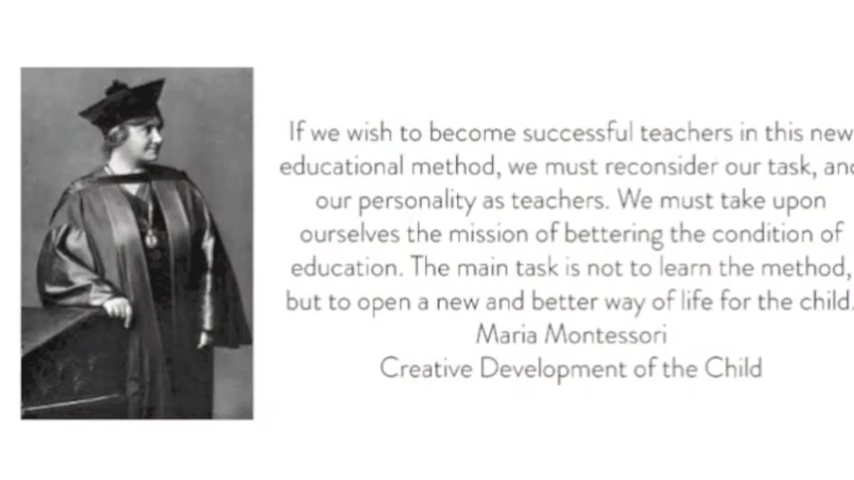 If we wish to become successful teachers in this new
educational method, we must reconsider our task, and
our personality as teachers. We must take upon
ourselves the mission of bettering the condition of
education. The main task is not to learn the method,
but to open a new and better way of life for the child.
Maria Montessori
Creative Development of the Child